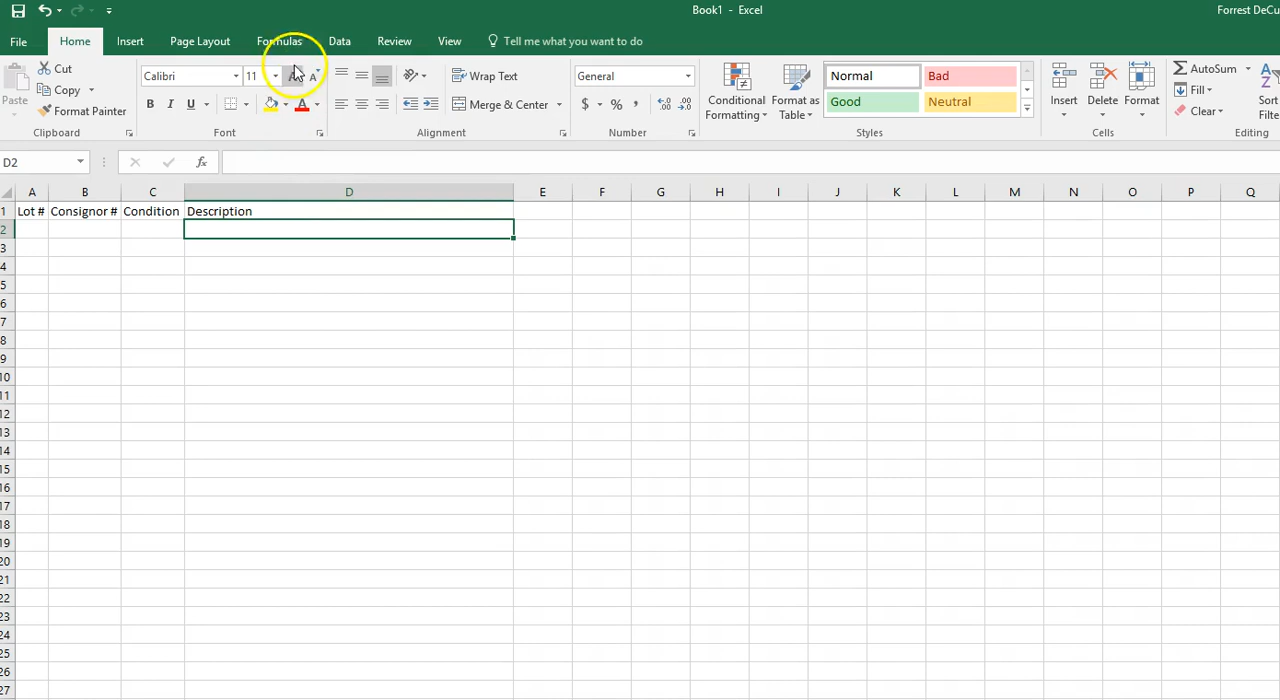 Book1 - Excel
Forrest DeCu
File Home Insert Page Layout Formulas Data Review View Tell me what you want to do
Paste
Cut
Copy
Format Painter
Clipboard
Calibri 11 A A
B I U A
Font
Wrap Text
Merge & Center
Alignment
General
$ % , .0 .00
Number
Conditional Formatting
Format as Table
Normal Bad
Good Neutral
Styles
Insert Delete Format
Cells
AutoSum
Fill
Clear
Sort
Filte
Editing
D2 fx
A B C D E F G H I J K L M N O P Q
1 Lot # Consignor # Condition Description
2
3
4
5
6
7
8
9
10
11
12
13
14
15
16
17
18
19
20
21
22
23
24
25
26
27